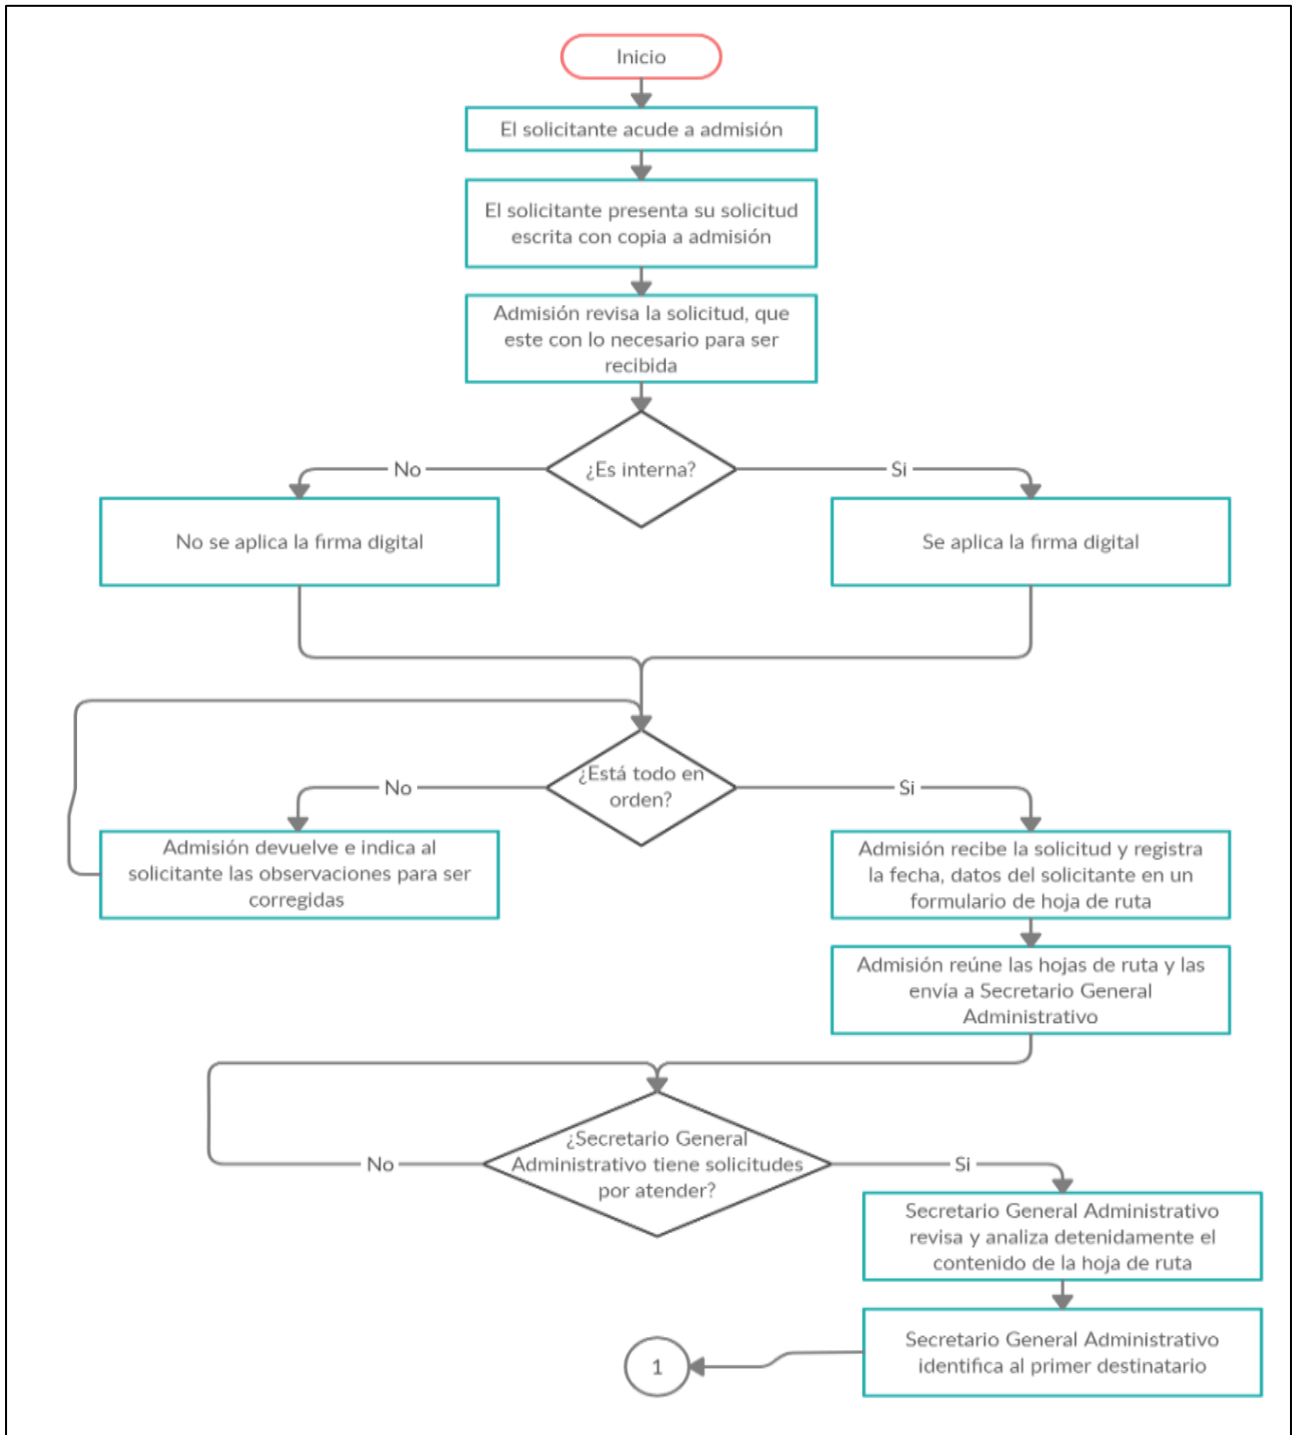 Inicio
El solicitante acude a admisión
El solicitante presenta su solicitud
escrita con copia a admisión
Admisión revisa la solicitud, que
este con lo necesario para ser
recibida
¿Es interna?
No
Si
No se aplica la firma digital
Se aplica la firma digital
¿Está todo en
orden?
No
Si
Admisión devuelve e indica al
solicitante las observaciones para ser
corregidas
Admisión recibe la solicitud y registra
la fecha, datos del solicitante en un
formulario de hoja de ruta
Admisión reúne las hojas de ruta y las
envía a Secretario General
Administrativo
¿Secretario General
Administrativo tiene solicitudes
por atender?
No
Si
Secretario General Administrativo
revisa y analiza detenidamente el
contenido de la hoja de ruta
Secretario General Administrativo
identifica al primer destinatario
1